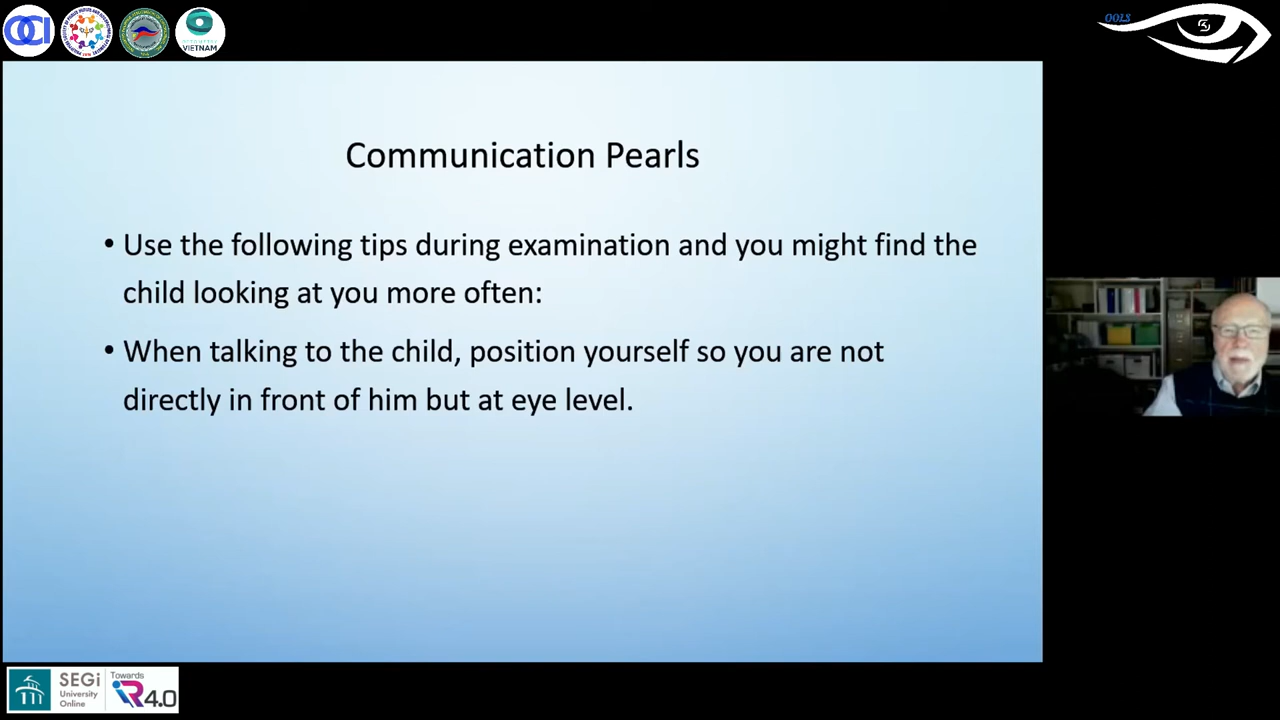 OCI
VIETNAM
OOLS
Communication Pearls
• Use the following tips during examination and you might find the
child looking at you more often:
• When talking to the child, position yourself so you are not
directly in front of him but at eye level.
SEGi
University
Online
Towards
iR4.0